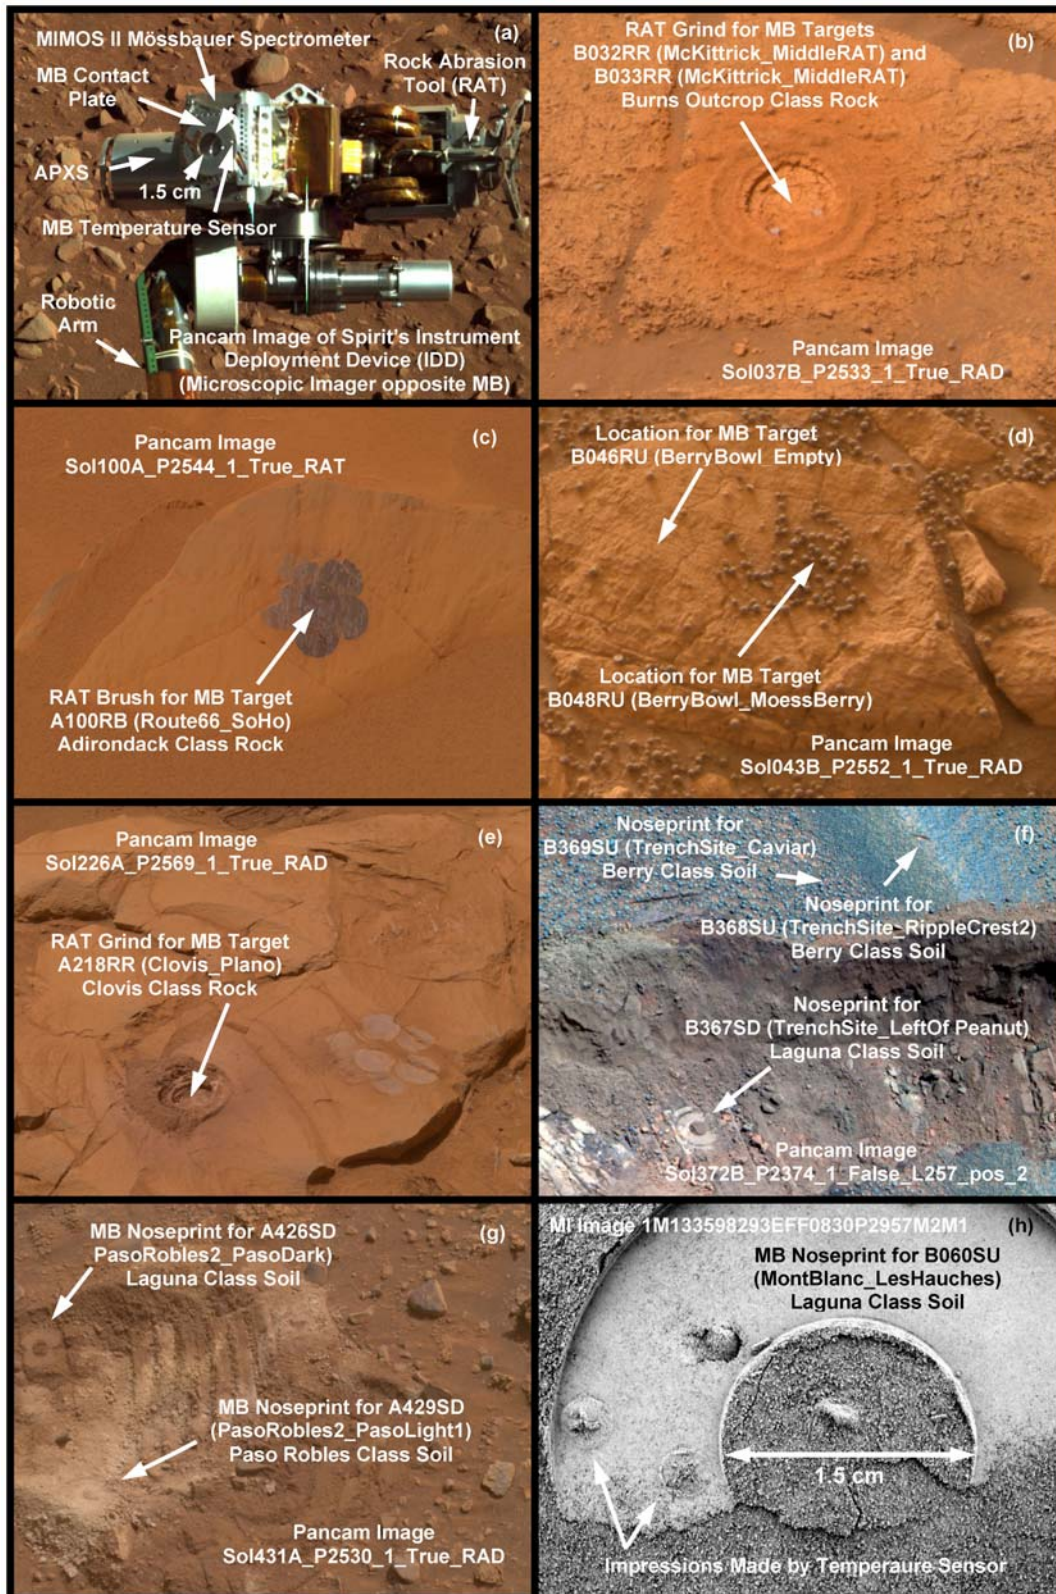 (a)
MIMOS II Mössbauer Spectrometer
MB Contact
Plate
Rock Abrasion
Tool (RAT)
APXS
1.5 cm
MB Temperature Sensor
Robotic
Arm
Pancam Image of Spirit's Instrument
Deployment Device (IDD)
(Microscopic Imager opposite MB)
(b)
RAT Grind for MB Targets
B032RR (McKittrick_MiddleRAT) and
B033RR (McKittrick_MiddleRAT)
Burns Outcrop Class Rock
Pancam Image
Sol037B_P2533_1_True_RAD
(c)
Pancam Image
Sol100A_P2544_1_True_RAT
RAT Brush for MB Target
A100RB (Route66_SoHo)
Adirondack Class Rock
(d)
Location for MB Target
B046RU (BerryBowl_Empty)
Location for MB Target
B048RU (BerryBowl_MoessBerry)
Pancam Image
Sol043B_P2552_1_True_RAD
(e)
Pancam Image
Sol226A_P2569_1_True_RAD
RAT Grind for MB Target
A218RR (Clovis_Plano)
Clovis Class Rock
(f)
Noseprint for
B369SU (TrenchSite_Caviar)
Berry Class Soil
Noseprint for
B368SU (TrenchSite_RippleCrest2)
Berry Class Soil
Noseprint for
B367SD (TrenchSite_LeftOf Peanut)
Laguna Class Soil
Pancam Image
Sol372B_P2374_1_False_L257_pos_2
(g)
MB Noseprint for A426SD
PasoRobles2_PasoDark)
Laguna Class Soil
MB Noseprint for A429SD
(PasoRobles2_PasoLight1)
Paso Robles Class Soil
Pancam Image
Sol431A_P2530_1_True_RAD
MI Image 1M133598293EFF0830P2957M2M1
(h)
MB Noseprint for B060SU
(MontBlanc_LesHauches)
Laguna Class Soil
1.5 cm
Impressions Made by Temperaure Sensor